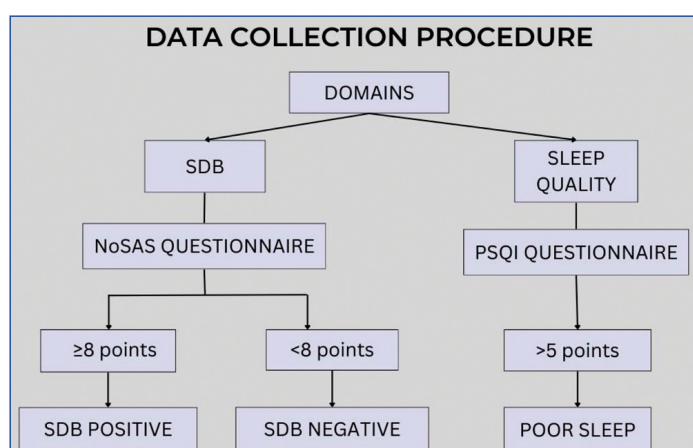 DATA COLLECTION PROCEDURE
DOMAINS
SDB
SLEEP
QUALITY
NoSAS QUESTIONNAIRE
PSQI QUESTIONNAIRE
≥8 points
<8 points
>5 points
SDB POSITIVE
SDB NEGATIVE
POOR SLEEP